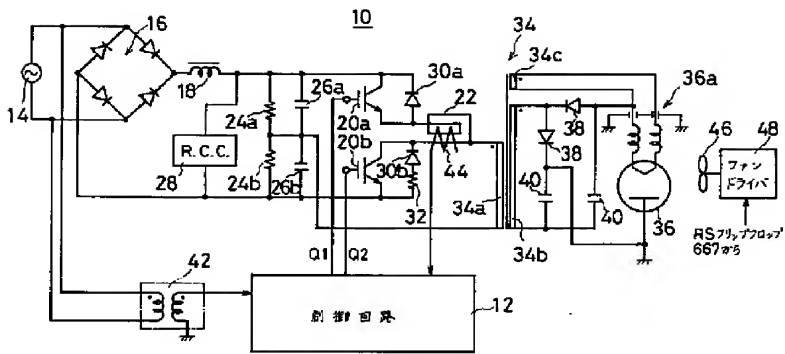 10
34
16
34c
14
18
26a
30a
22
36a
24a
20a
38
R.C.C.
28
20b
44
38
46
48
24b
26b
30b
32
34a
40
40
36
ファン
ドライバ
34b
RSフリップフロップ
667から
Q1
Q2
42
制御回路
12